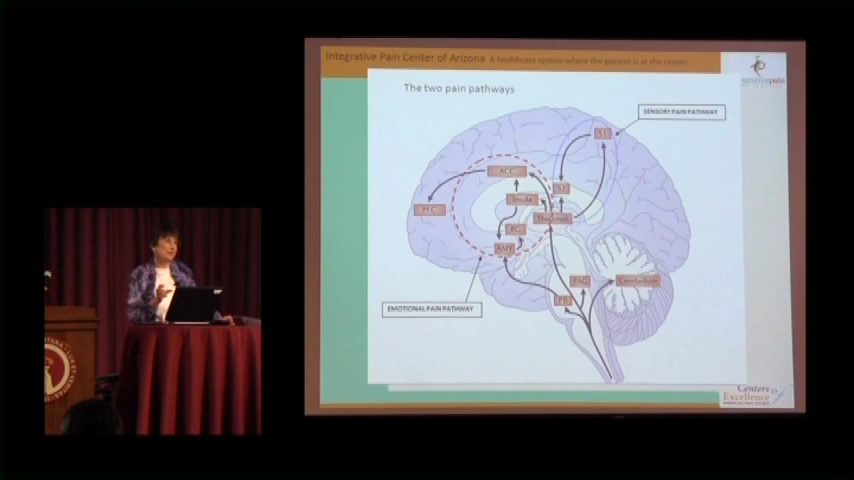 Integrative Pain Center of Arizona A healthcare system where the patient is at the center
The two pain pathways
SENSORY PAIN PATHWAY
S1
ACC
S2
Insula
PFC
Thalamus
BG
AMY
PAG
Cerebellum
PB
EMOTIONAL PAIN PATHWAY
Centers
Excellence